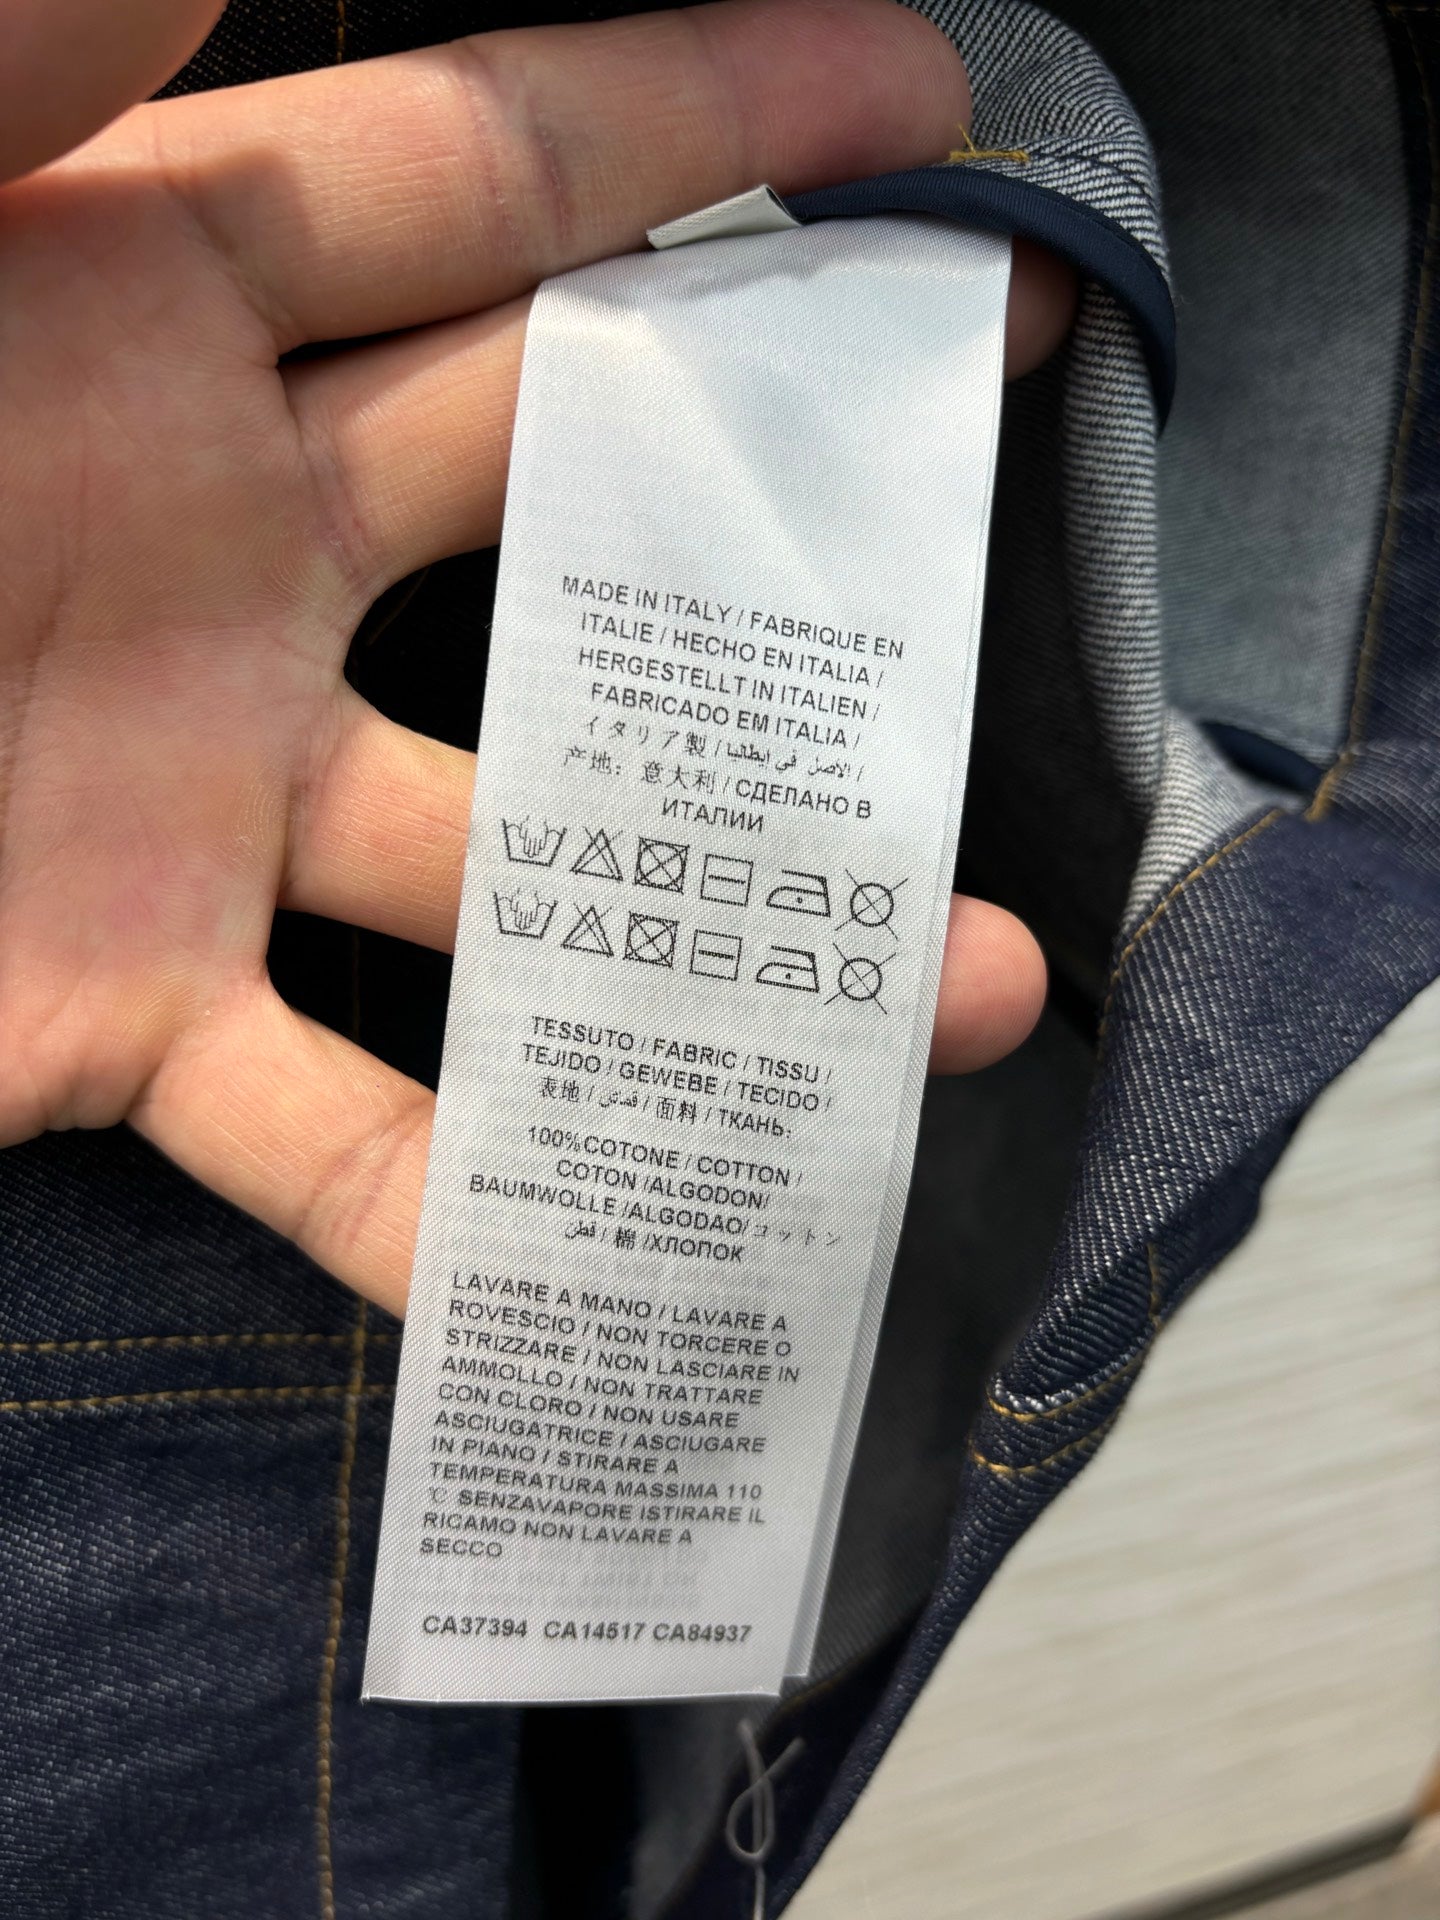 MADE IN ITALY / FABRIQUE EN
ITALIE / HECHO EN ITALIA /
HERGESTELLT IN ITALIEN /
FABRICADO EM ITALIA /
イタリア製 / الاصل في إيطاليا /
产地：意大利 / СДЕЛАНО В
ИТАЛИИ
TESSUTO / FABRIC / TISSU /
TEJIDO / GEWEBE / TECIDO /
表地 / / 面料 / ТКАНЬ:
100%COTONE / COTTON /
COTON /ALGODON/
BAUMWOLLE /ALGODAO/コットン
قطن / 棉 /ХЛОПОК
LAVARE A MANO / LAVARE A
ROVESCIO / NON TORCERE O
STRIZZARE / NON LASCIARE IN
AMMOLLO / NON TRATTARE
CON CLORO / NON USARE
ASCIUGATRICE / ASCIUGARE
IN PIANO / STIRARE A
TEMPERATURA MASSIMA 110
℃ SENZAVAPORE ISTIRARE IL
RICAMO NON LAVARE A
SECCO
CA37394 CA14517 CA84937